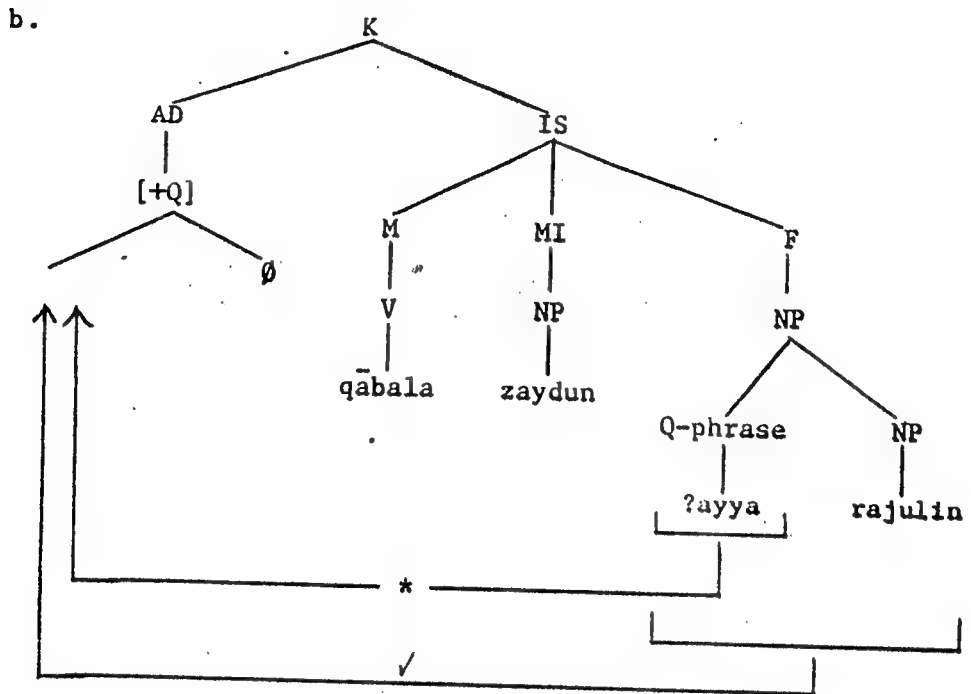 b.
K
AD IS
[+Q]
Ø
M MI F
V NP NP
qābala zaydun
Q-phrase NP
?ayya rajulin
*
✓